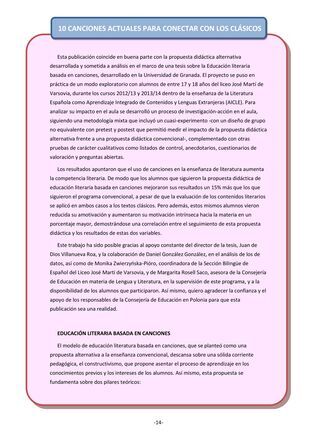 10 CANCIONES ACTUALES PARA CONECTAR CON LOS CLÁSICOS
Esta publicación coincide en buena parte con la propuesta didáctica alternativa
desarrollada y sometida a análisis en el marco de una tesis sobre la Educación literaria
basada en canciones, desarrollado en la Universidad de Granada. El proyecto se puso en
práctica de un modo exploratorio con alumnos de entre 17 y 18 años del liceo José Martí de
Varsovia, durante los cursos 2012/13 y 2013/14 dentro de la enseñanza de la Literatura
Española como Aprendizaje Integrado de Contenidos y Lenguas Extranjeras (AICLE). Para
analizar su impacto en el aula se desarrolló un proceso de investigación-acción en el aula,
siguiendo una metodología mixta que incluyó un cuasi-experimento -con un diseño de grupo
no equivalente con pretest y postest que permitió medir el impacto de la propuesta didáctica
alternativa frente a una propuesta didáctica convencional-, complementado con otras
pruebas de carácter cualitativos como listados de control, anecdotarios, cuestionarios de
valoración y preguntas abiertas.
Los resultados apuntaron que el uso de canciones en la enseñanza de literatura aumenta
la competencia literaria. De modo que los alumnos que siguieron la propuesta didáctica de
educación literaria basada en canciones mejoraron sus resultados un 15% más que los que
siguieron el programa convencional, a pesar de que la evaluación de los contenidos literarios
se aplicó en ambos casos a los textos clásicos. Pero además, estos mismos alumnos vieron
reducida su motivación y aumentaron su motivación intrínseca hacia la materia en un
porcentaje mayor, demostrándose una correlación entre el seguimiento de esta propuesta
didáctica y los resultados de estas dos variables.
Este trabajo ha sido posible gracias al apoyo constante del director de la tesis, Juan de
Dios Villanueva Roa, y la colaboración de Daniel González González, en el análisis de los de
datos, así como de Monika Zwierzyńska-Pióro, coordinadora de la Sección Bilingüe de
Español del Liceo José Martí de Varsovia, y de Margarita Rosell Saco, asesora de la Consejería
de Educación en materia de Lengua y Literatura, en la supervisión de este programa, y a la
disponibilidad de los alumnos que participaron. Así mismo, quiero agradecer la confianza y el
apoyo de los responsables de la Consejería de Educación en Polonia para que esta
publicación sea una realidad.
EDUCACIÓN LITERARIA BASADA EN CANCIONES
El modelo de educación literaria basada en canciones, que se planteó como una
propuesta alternativa a la enseñanza convencional, descansa sobre una sólida corriente
pedagógica, el constructivismo, que propone asentar el proceso de aprendizaje en los
conocimientos previos y los intereses de los alumnos. Así mismo, esta propuesta se
fundamenta sobre dos pilares teóricos:
-14-